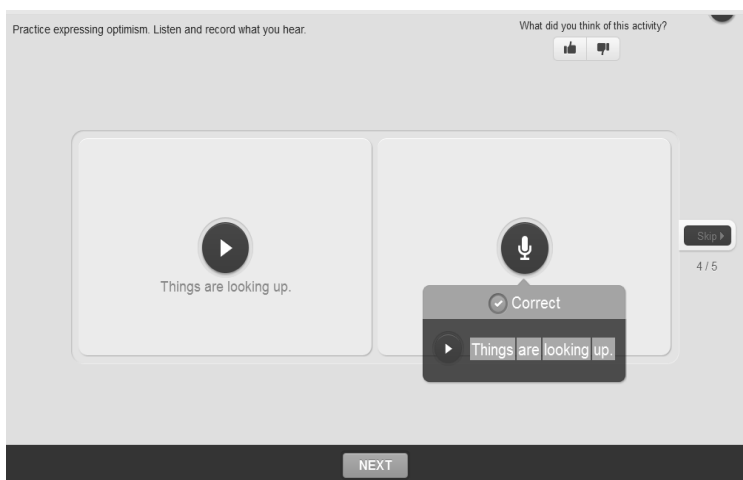 Practice expressing optimism. Listen and record what you hear.
What did you think of this activity?
Things are looking up.
Skip
4 / 5
Correct
Things are looking up.
NEXT